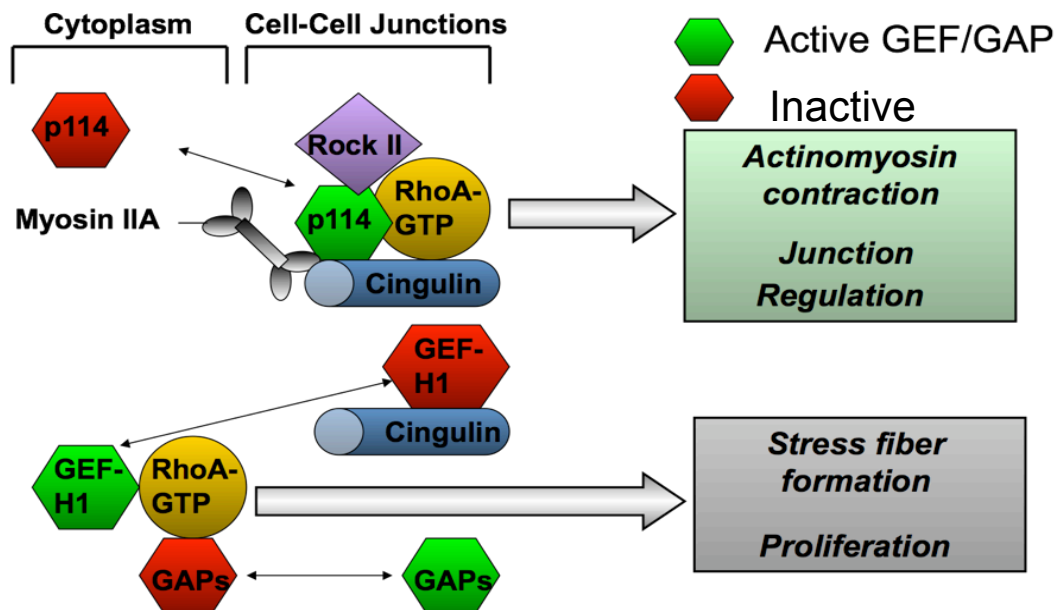 Cytoplasm
Cell-Cell Junctions
Active GEF/GAP
Inactive
p114
Rock II
p114
RhoA-
GTP
Myosin IIA
Cingulin
Actinomyosin
contraction
Junction
Regulation
GEF-
H1
Cingulin
GEF-
H1
RhoA-
GTP
GAPs
GAPs
Stress fiber
formation
Proliferation